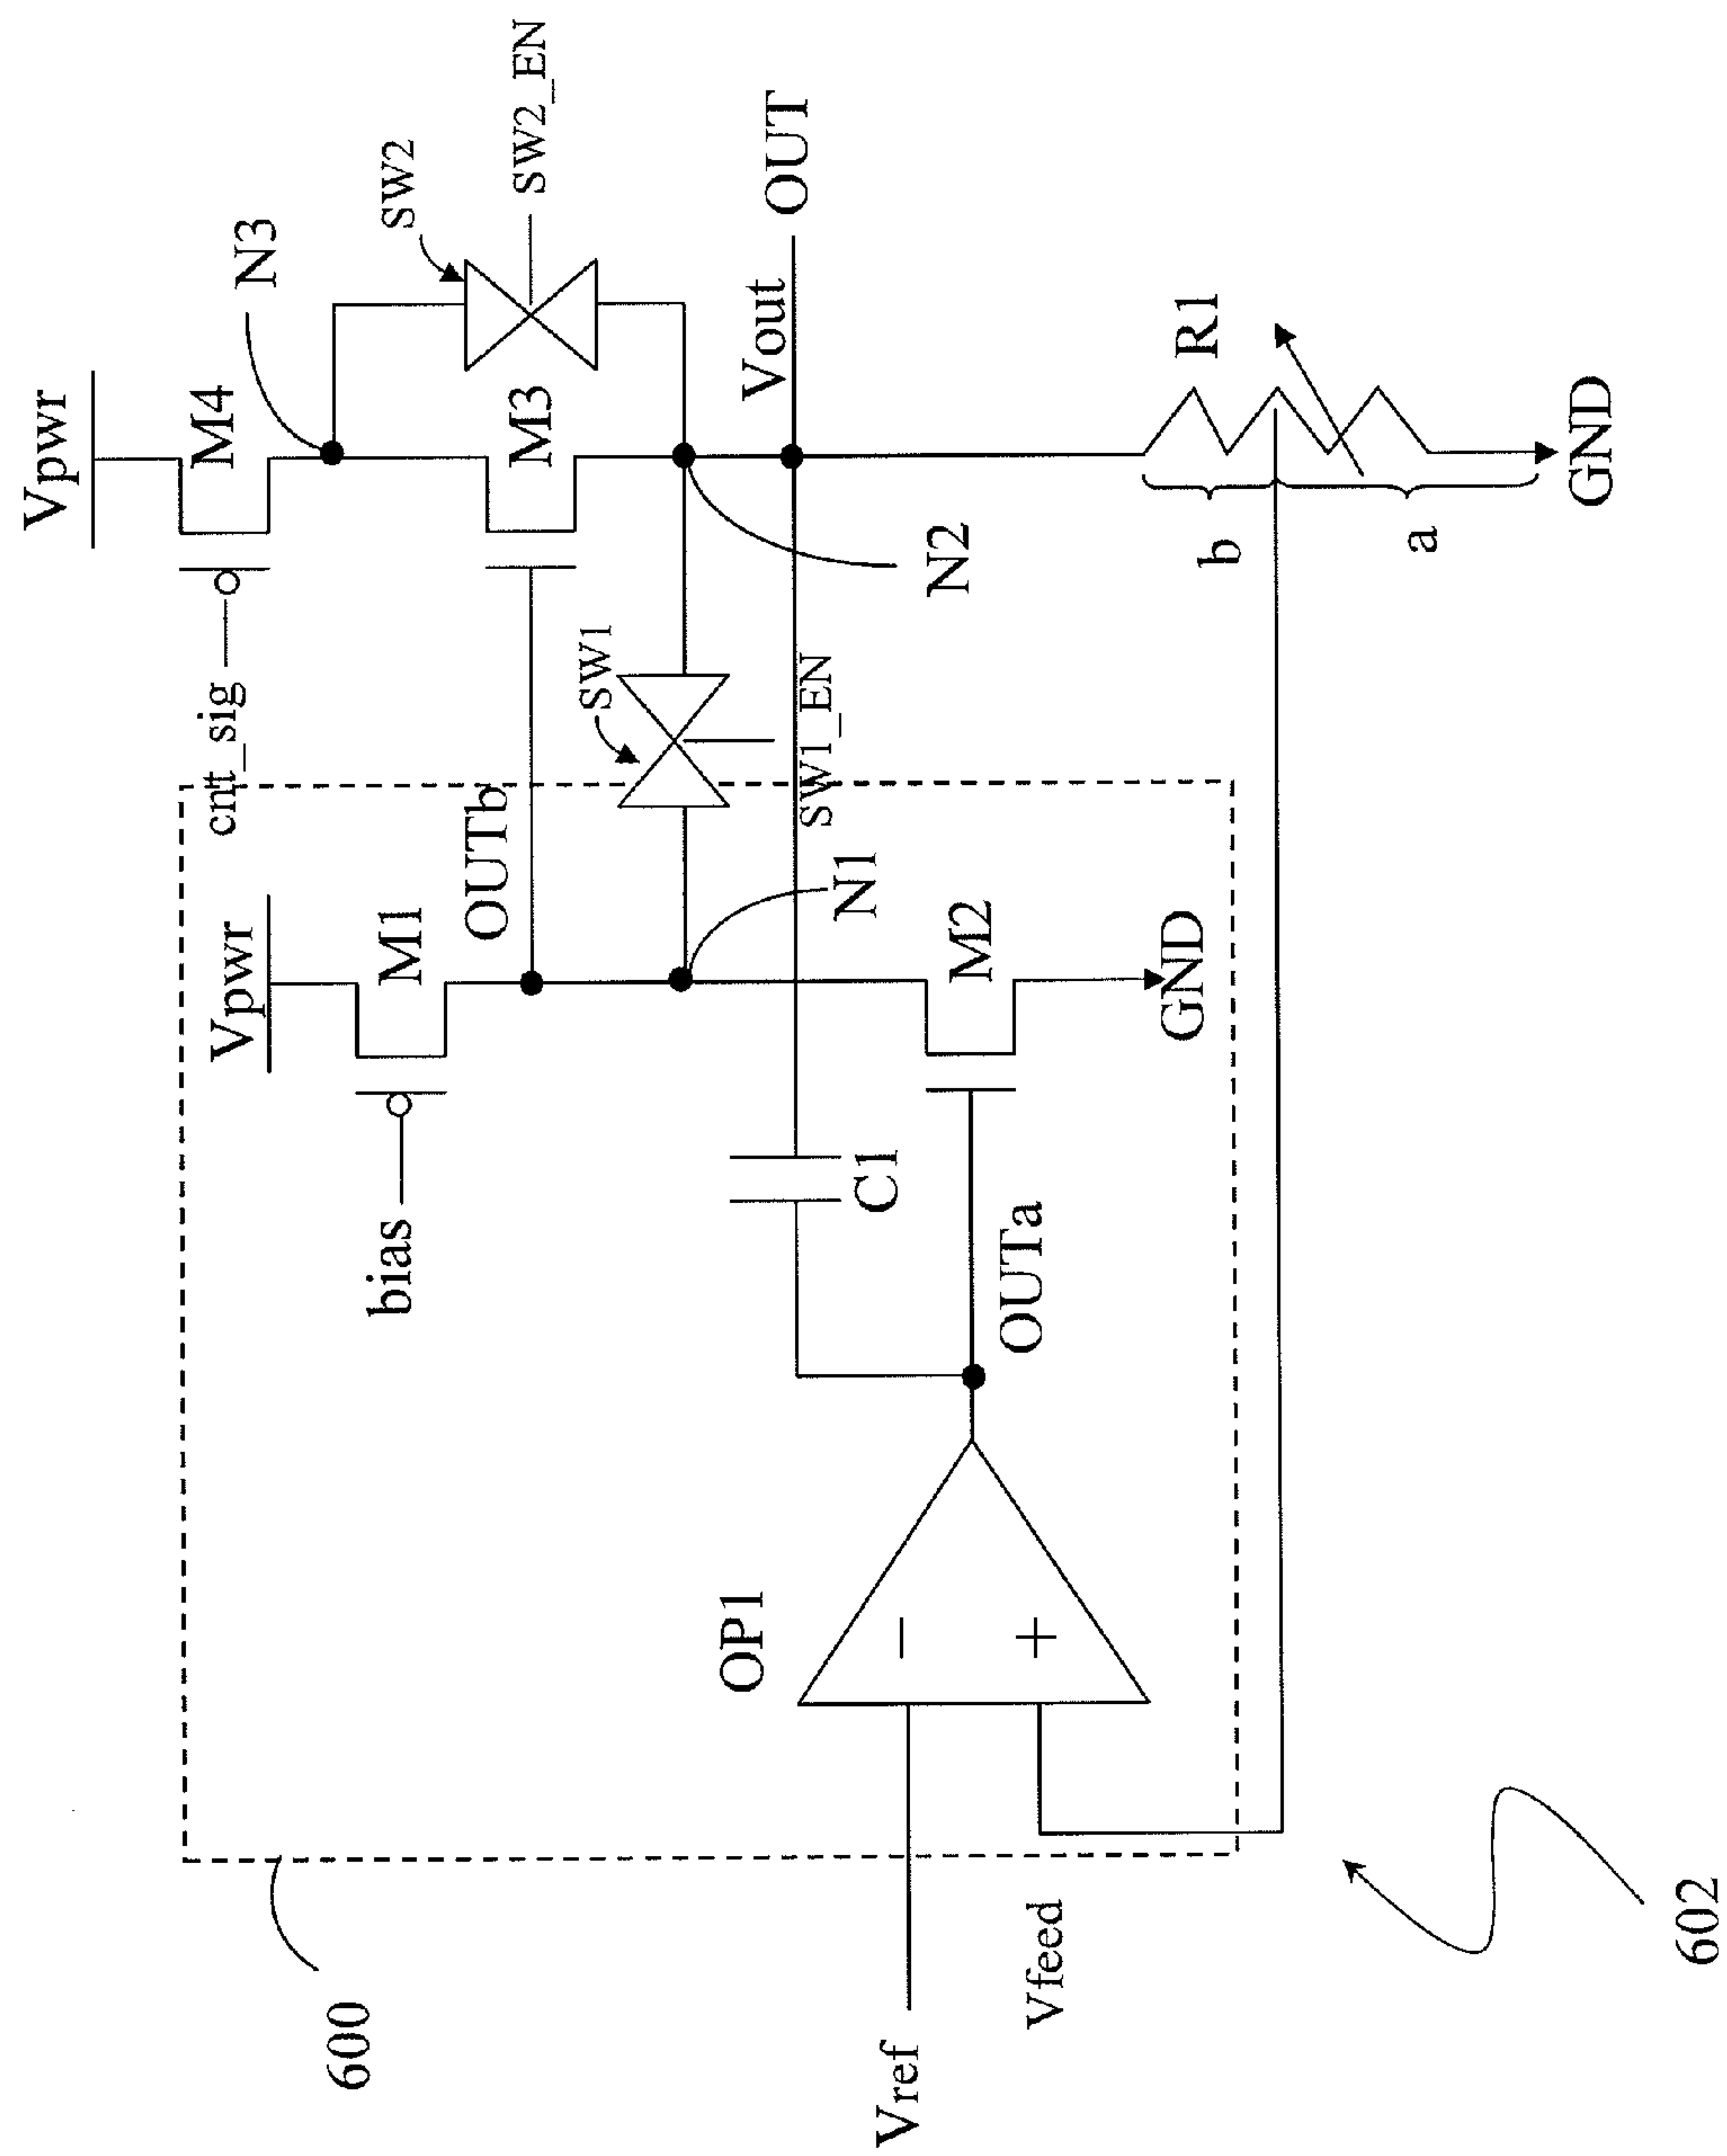 Vpwr
M4
cnt_sig
N3
SW2
SW2_EN
M3
Vpwr
M1
bias
OUTb
SW1
SW1_EN
N2
Vout
OUT
N1
C1
M2
GND
OUTa
OP1
−
+
R1
b
a
GND
Vref
Vfeed
600
602